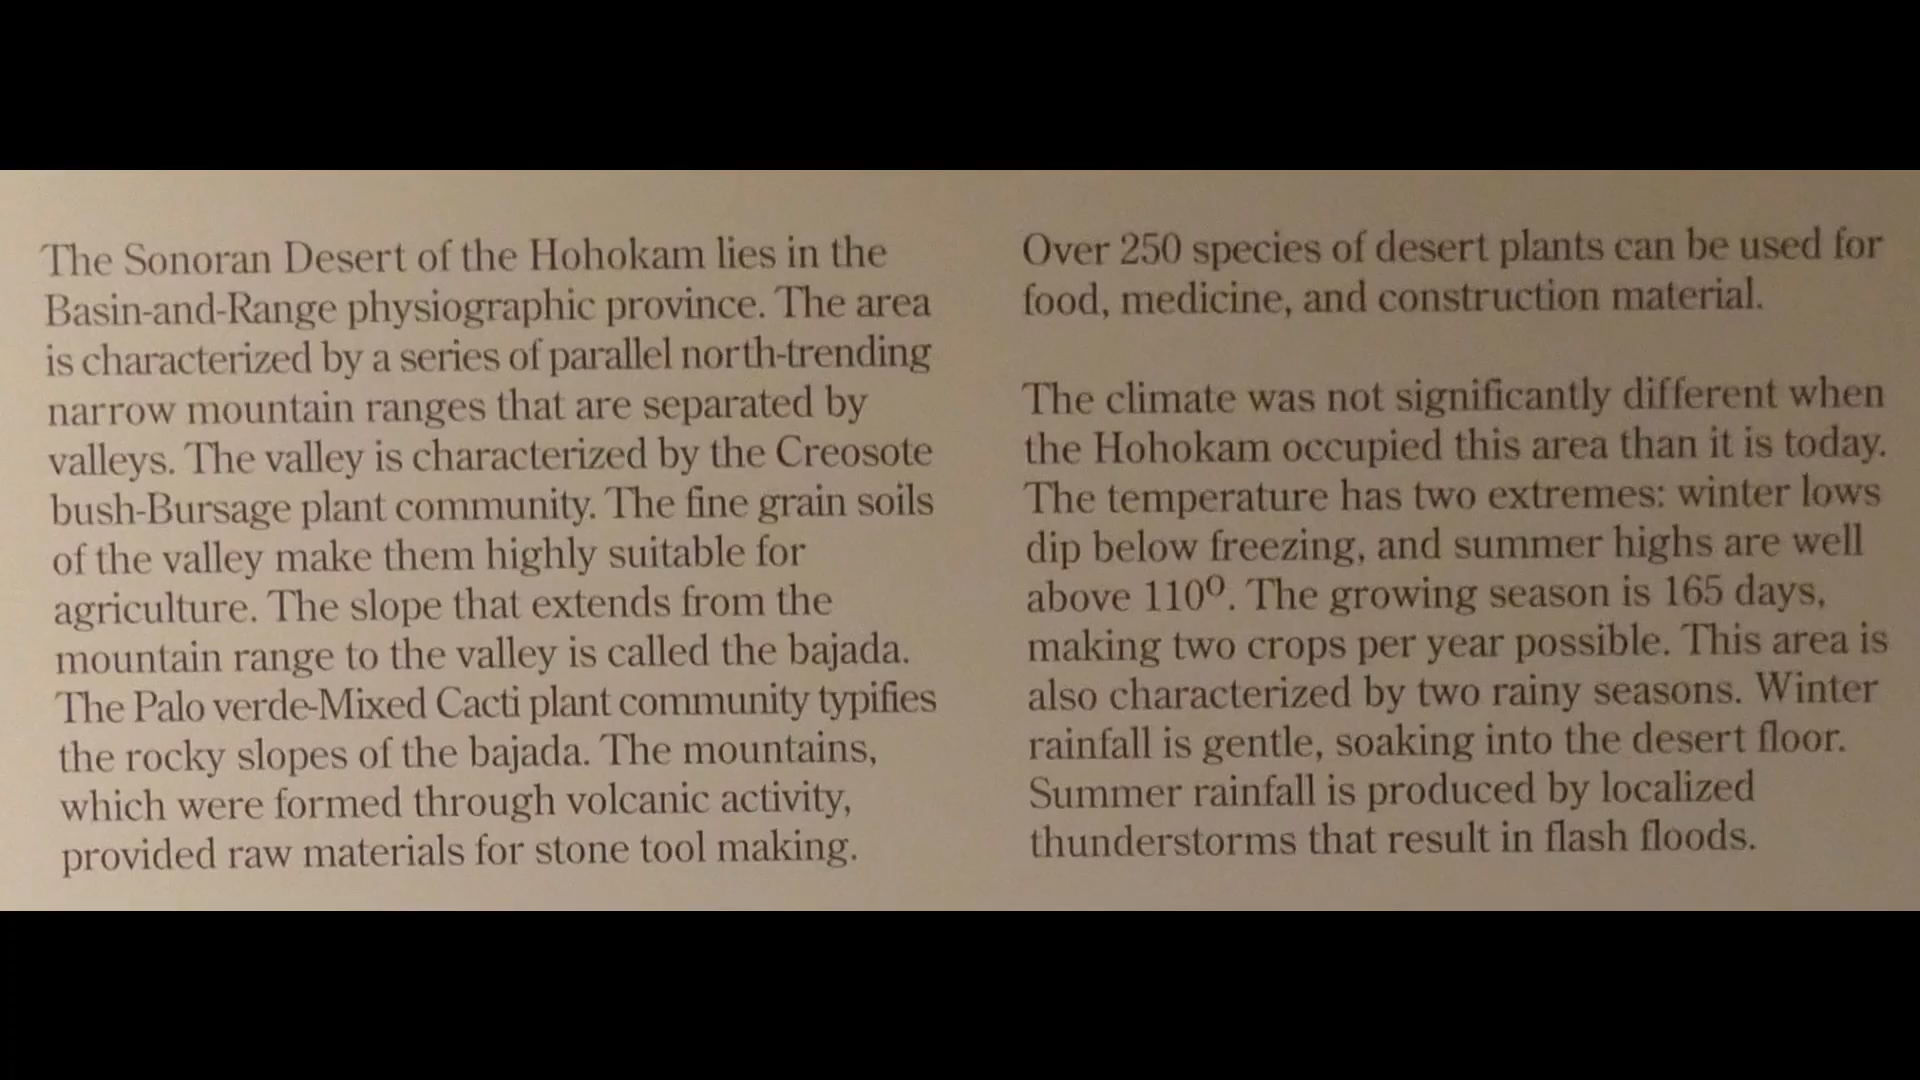 The Sonoran Desert of the Hohokam lies in the
Basin-and-Range physiographic province. The area
is characterized by a series of parallel north-trending
narrow mountain ranges that are separated by
valleys. The valley is characterized by the Creosote
bush-Bursage plant community. The fine grain soils
of the valley make them highly suitable for
agriculture. The slope that extends from the
mountain range to the valley is called the bajada.
The Palo verde-Mixed Cacti plant community typifies
the rocky slopes of the bajada. The mountains,
which were formed through volcanic activity,
provided raw materials for stone tool making.
Over 250 species of desert plants can be used for
food, medicine, and construction material.
The climate was not significantly different when
the Hohokam occupied this area than it is today.
The temperature has two extremes: winter lows
dip below freezing, and summer highs are well
above 110º. The growing season is 165 days,
making two crops per year possible. This area is
also characterized by two rainy seasons. Winter
rainfall is gentle, soaking into the desert floor.
Summer rainfall is produced by localized
thunderstorms that result in flash floods.